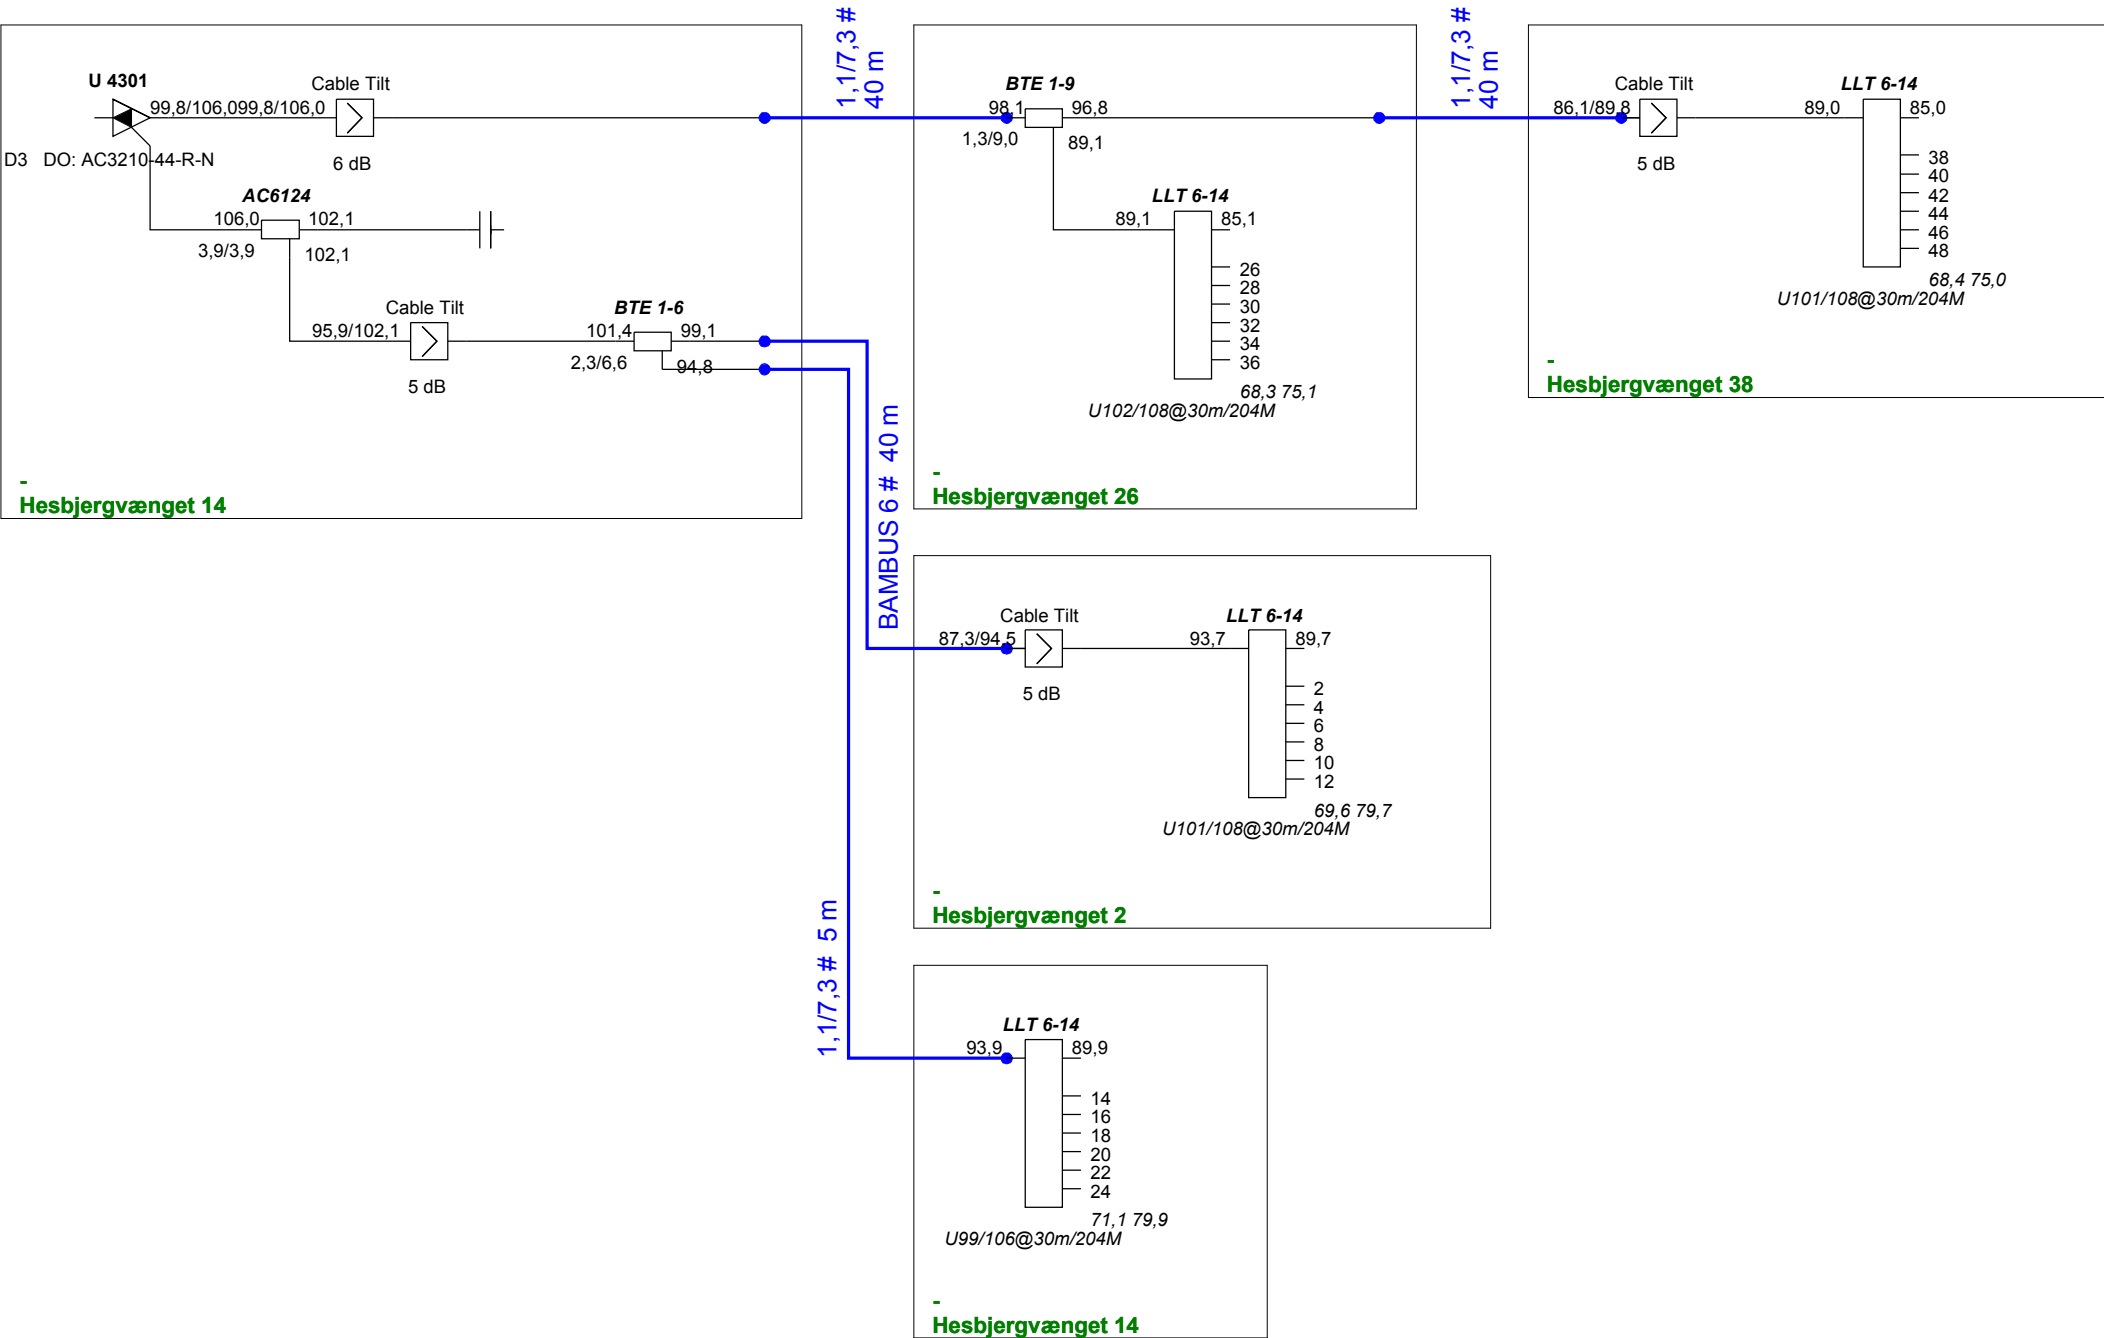 U 4301
99,8/106,099,8/106,0
Cable Tilt
6 dB
D3 DO: AC3210-44-R-N
AC6124
106,0
102,1
3,9/3,9
102,1
Cable Tilt
95,9/102,1
5 dB
BTE 1-6
101,4
99,1
2,3/6,6
94,8
-
Hesbjergvænget 14
1,1/7,3 #
40 m
BTE 1-9
98,1
96,8
1,3/9,0
89,1
LLT 6-14
89,1
85,1
26
28
30
32
34
36
68,3 75,1
U102/108@30m/204M
-
Hesbjergvænget 26
1,1/7,3 #
40 m
Cable Tilt
86,1/89,8
5 dB
LLT 6-14
89,0
85,0
38
40
42
44
46
48
68,4 75,0
U101/108@30m/204M
-
Hesbjergvænget 38
BAMBUS 6 # 40 m
Cable Tilt
87,3/94,5
5 dB
LLT 6-14
93,7
89,7
2
4
6
8
10
12
69,6 79,7
U101/108@30m/204M
-
Hesbjergvænget 2
1,1/7,3 # 5 m
LLT 6-14
93,9
89,9
14
16
18
20
22
24
71,1 79,9
U99/106@30m/204M
-
Hesbjergvænget 14